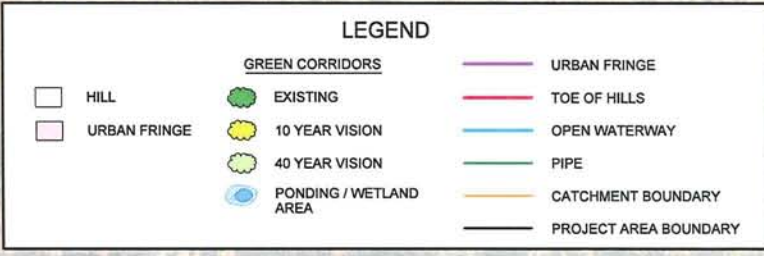 LEGEND
HILL
URBAN FRINGE
GREEN CORRIDORS
EXISTING
10 YEAR VISION
40 YEAR VISION
PONDING / WETLAND
AREA
URBAN FRINGE
TOE OF HILLS
OPEN WATERWAY
PIPE
CATCHMENT BOUNDARY
PROJECT AREA BOUNDARY